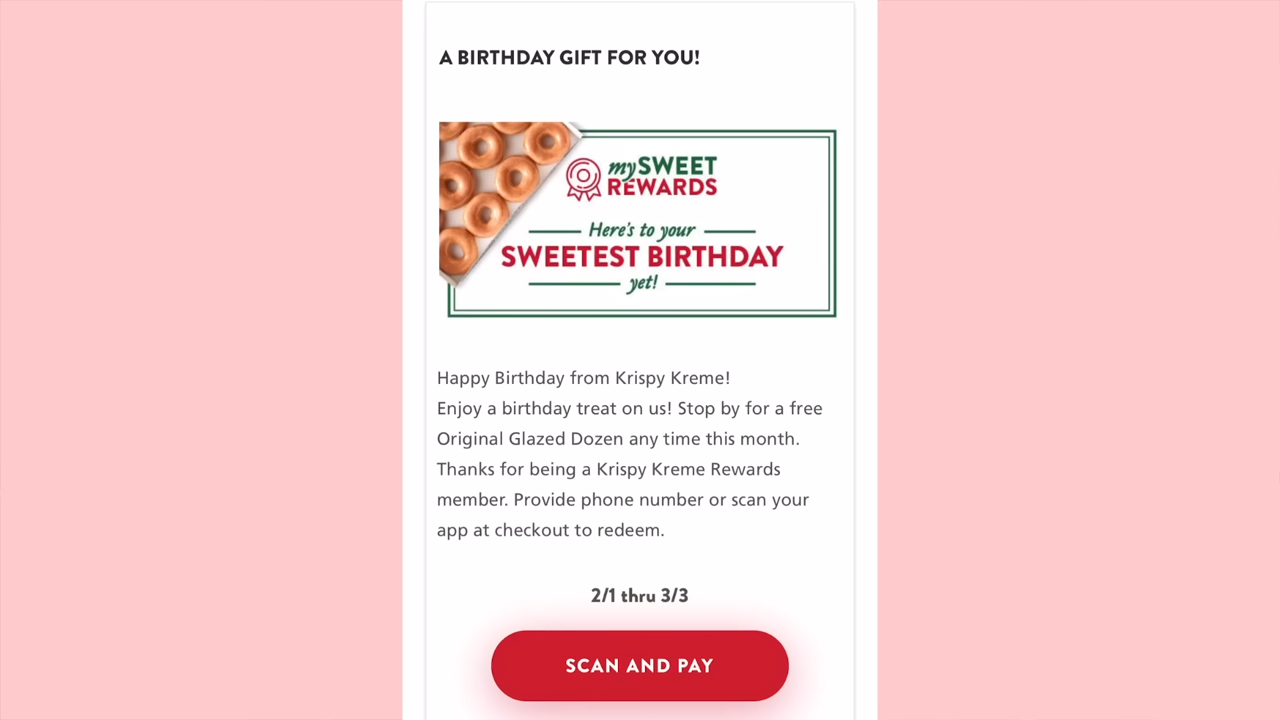 A BIRTHDAY GIFT FOR YOU!
my SWEET
REWARDS
Here's to your
SWEETEST BIRTHDAY
yet!
Happy Birthday from Krispy Kreme!
Enjoy a birthday treat on us! Stop by for a free
Original Glazed Dozen any time this month.
Thanks for being a Krispy Kreme Rewards
member. Provide phone number or scan your
app at checkout to redeem.
2/1 thru 3/3
SCAN AND PAY